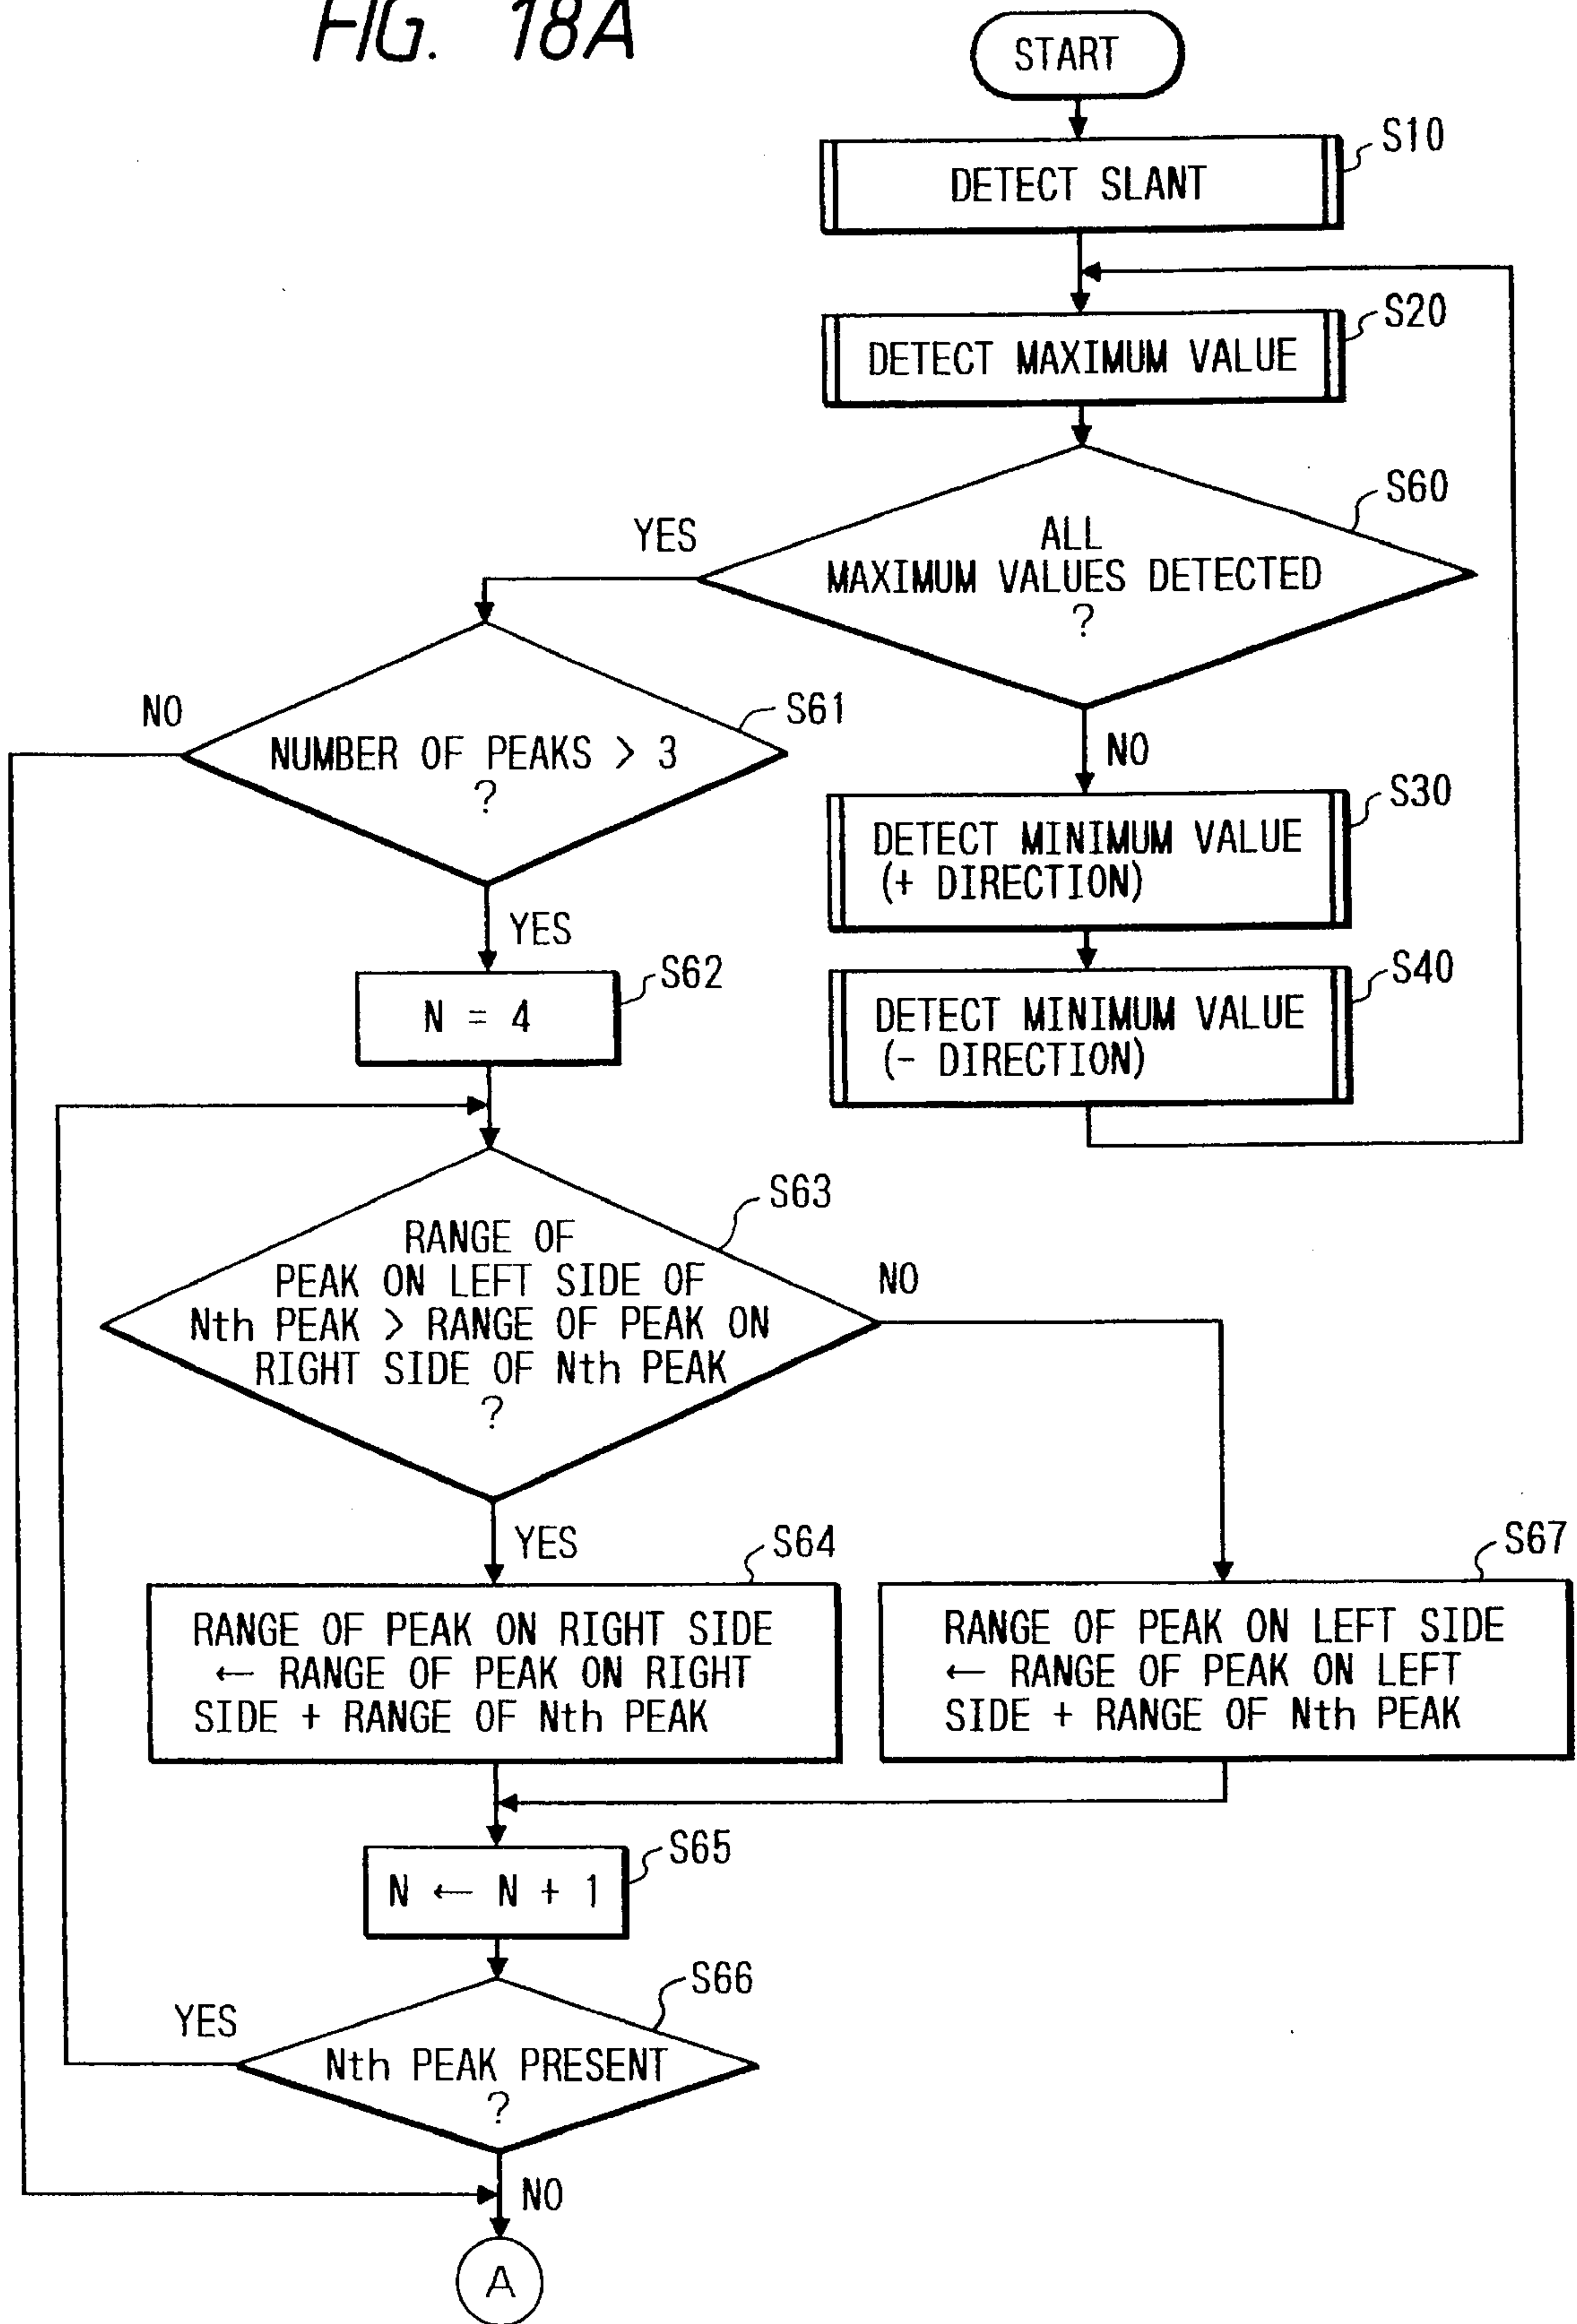 FIG. 18A
START
S10
DETECT SLANT
S20
DETECT MAXIMUM VALUE
S60
YES
ALL
MAXIMUM VALUES DETECTED
?
NO
S61
NUMBER OF PEAKS > 3
?
NO
S30
DETECT MINIMUM VALUE
(+ DIRECTION)
YES
S62
N = 4
S40
DETECT MINIMUM VALUE
(- DIRECTION)
S63
RANGE OF
PEAK ON LEFT SIDE OF
Nth PEAK > RANGE OF PEAK ON
RIGHT SIDE OF Nth PEAK
?
NO
YES
S64
RANGE OF PEAK ON RIGHT SIDE
← RANGE OF PEAK ON RIGHT
SIDE + RANGE OF Nth PEAK
S67
RANGE OF PEAK ON LEFT SIDE
← RANGE OF PEAK ON LEFT
SIDE + RANGE OF Nth PEAK
S65
N ← N + 1
S66
YES
Nth PEAK PRESENT
?
NO
A